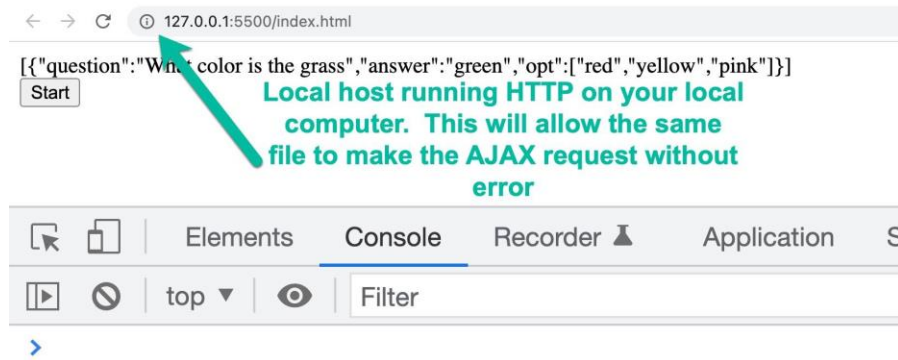 127.0.0.1:5500/index.html
[{"question":"What color is the grass","answer":"green","opt":["red","yellow","pink"]}]
Start
Local host running HTTP on your local
computer. This will allow the same
file to make the AJAX request without
error
Elements Console Recorder Application S
top Filter